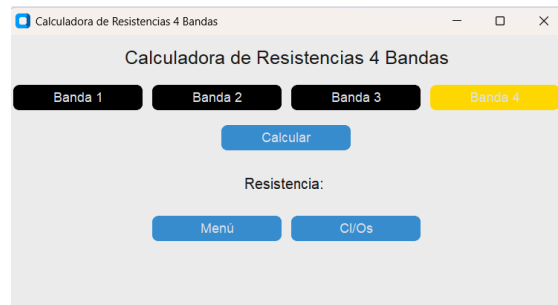 Calculadora de Resistencias 4 Bandas
Calculadora de Resistencias 4 Bandas
Banda 1 Banda 2 Banda 3 Banda 4
Calcular
Resistencia:
Menú CI/Os